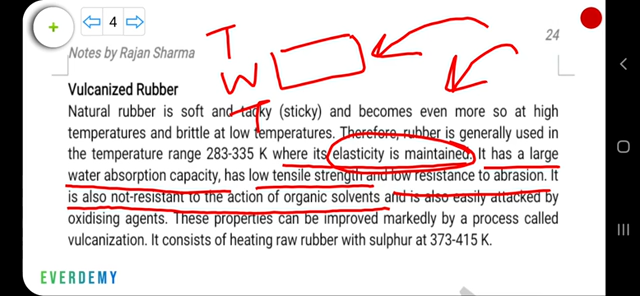 4
Notes by Rajan Sharma
24
T
W
T
Vulcanized Rubber
Natural rubber is soft and tacky (sticky) and becomes even more so at high
temperatures and brittle at low temperatures. Therefore, rubber is generally used in
the temperature range 283-335 K where its elasticity is maintained. It has a large
water absorption capacity, has low tensile strength and low resistance to abrasion. It
is also not-resistant to the action of organic solvents and is also easily attacked by
oxidising agents. These properties can be improved markedly by a process called
vulcanization. It consists of heating raw rubber with sulphur at 373-415 K.
EVERDEMY